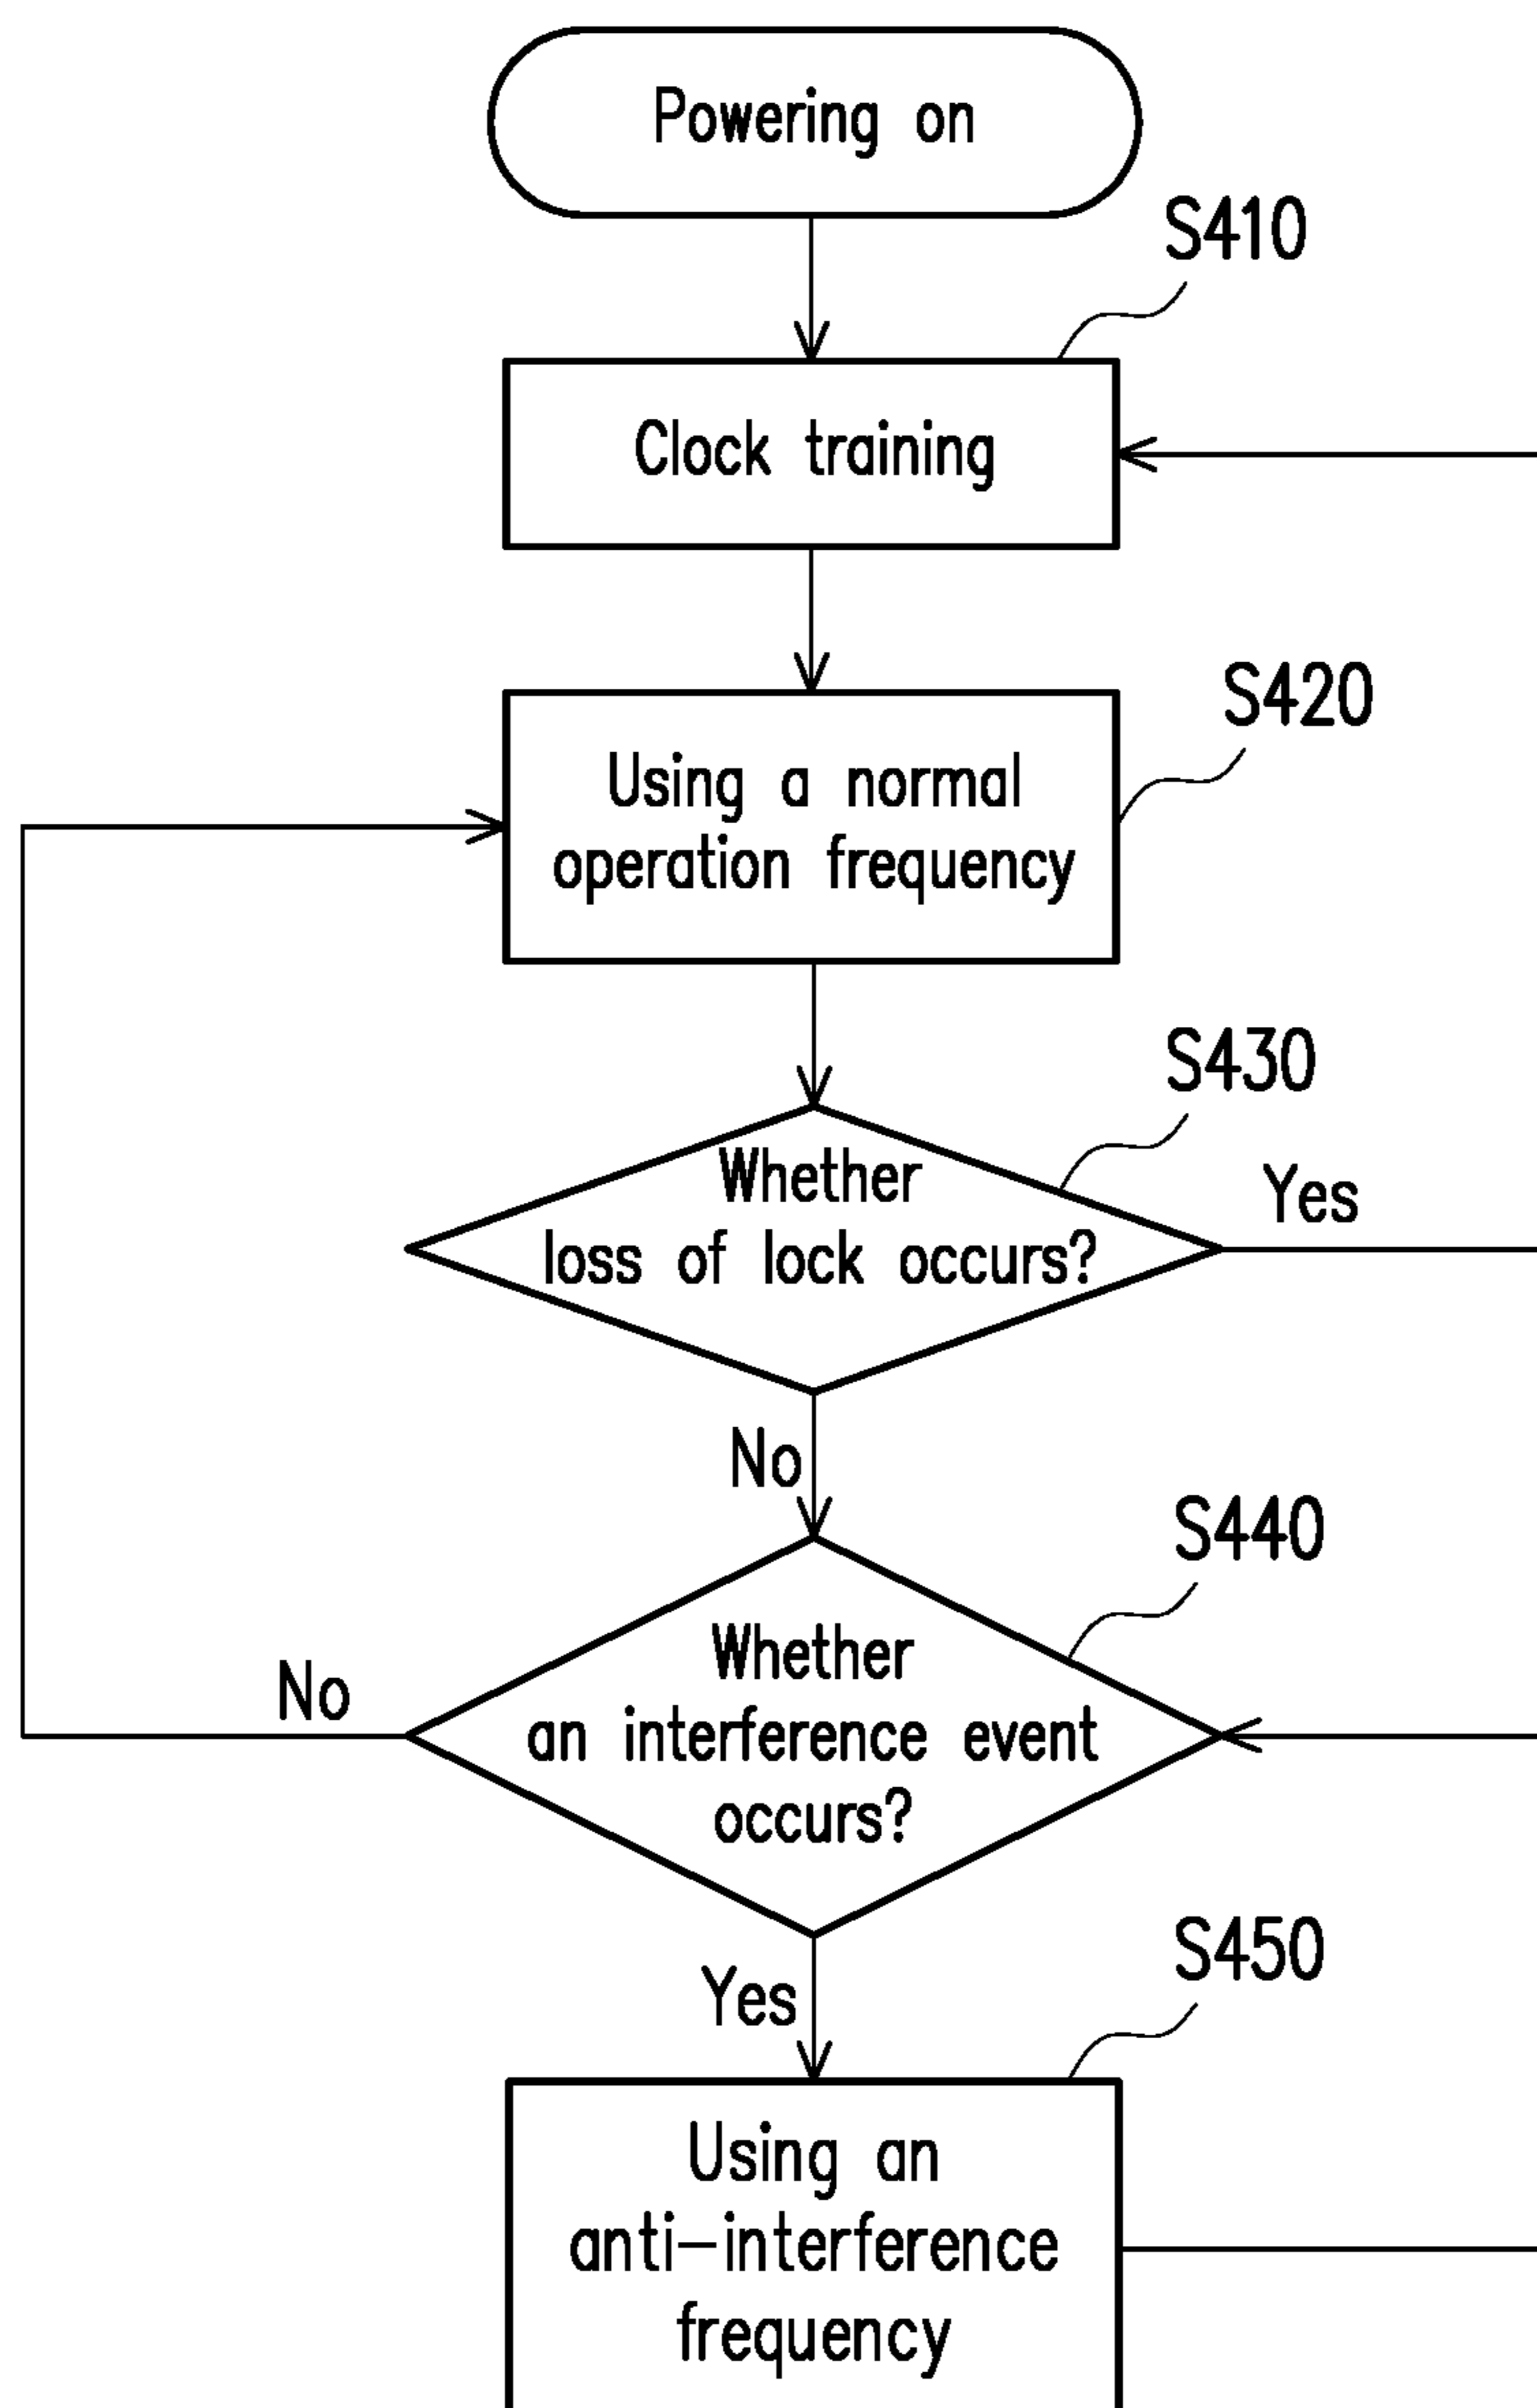 Powering on
S410
Clock training
S420
Using a normal
operation frequency
S430
Whether
loss of lock occurs?
Yes
No
S440
Whether
an interference event
occurs?
No
S450
Yes
Using an
anti-interference
frequency